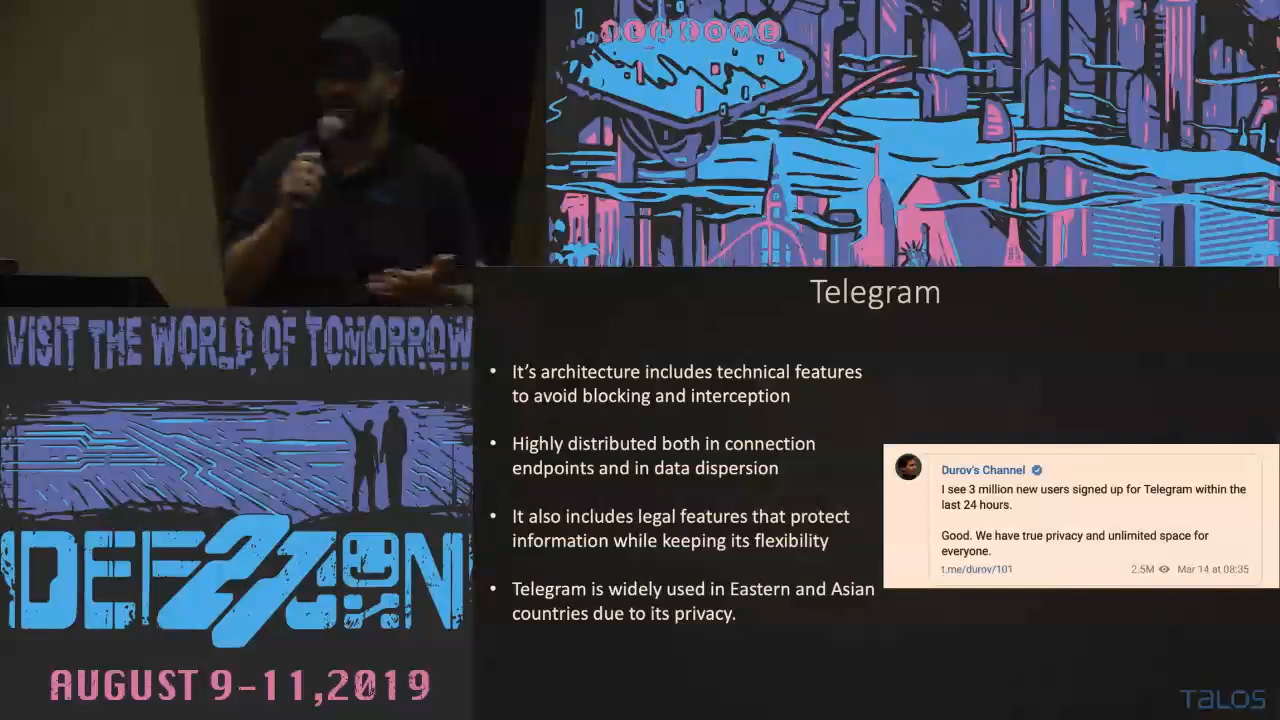 WELCOME
VISIT THE WORLD OF TOMORROW
DEF CON
27
AUGUST 9-11,2019
Telegram
• It’s architecture includes technical features
to avoid blocking and interception
• Highly distributed both in connection
endpoints and in data dispersion
• It also includes legal features that protect
information while keeping its flexibility
• Telegram is widely used in Eastern and Asian
countries due to its privacy.
Durov's Channel
I see 3 million new users signed up for Telegram within the
last 24 hours.
Good. We have true privacy and unlimited space for
everyone.
t.me/durov/101 2.5M Mar 14 at 08:35
TALOS